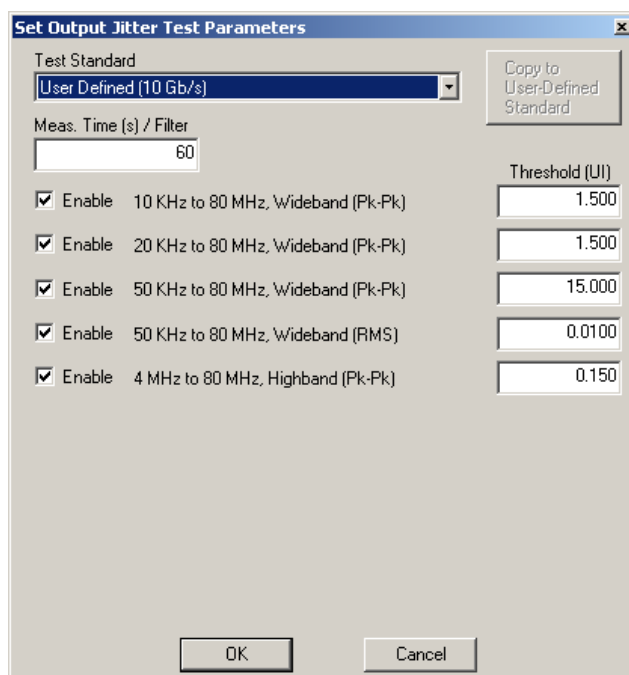 Set Output Jitter Test Parameters
Test Standard
User Defined (10 Gb/s)
Copy to
User-Defined
Standard
Meas. Time (s) / Filter
60
Threshold (UI)
Enable 10 KHz to 80 MHz, Wideband (Pk-Pk) 1.500
Enable 20 KHz to 80 MHz, Wideband (Pk-Pk) 1.500
Enable 50 KHz to 80 MHz, Wideband (Pk-Pk) 15.000
Enable 50 KHz to 80 MHz, Wideband (RMS) 0.0100
Enable 4 MHz to 80 MHz, Highband (Pk-Pk) 0.150
OK Cancel